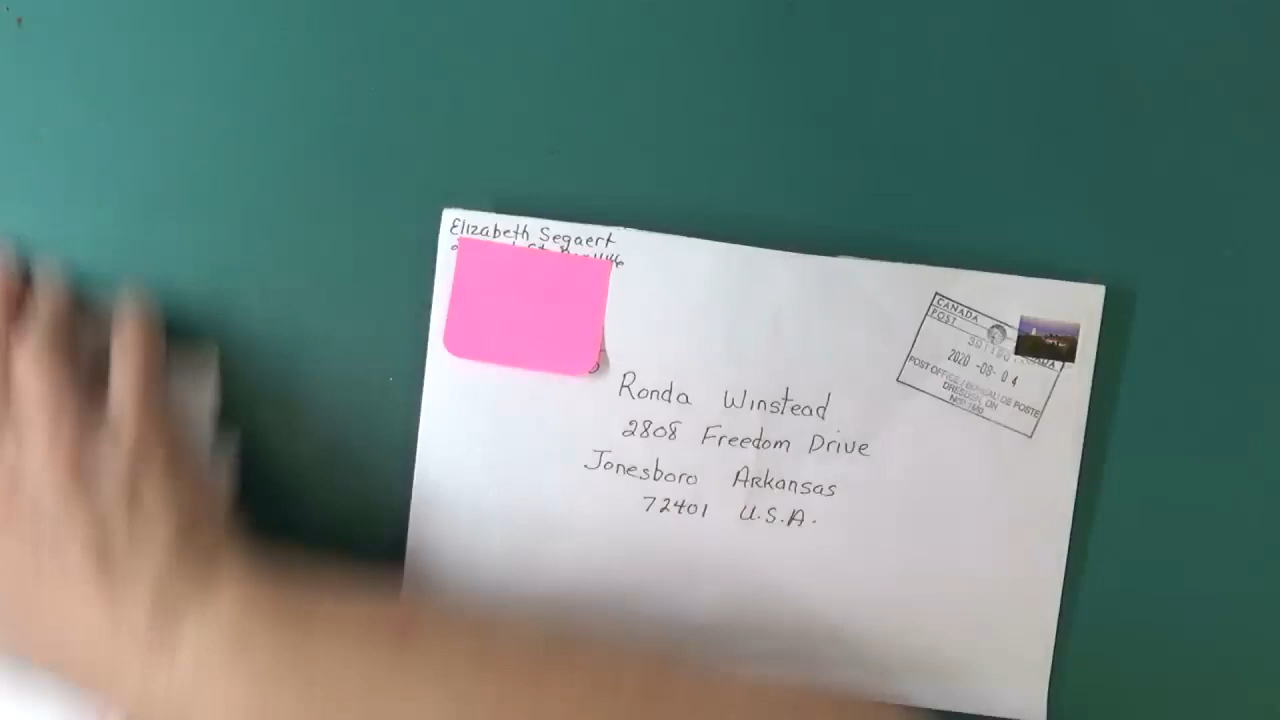 Elizabeth Segaert
Ronda Winstead
2808 Freedom Drive
Jonesboro Arkansas
72401 U.S.A.
CANADA
POST
2020 -08- 04
POST OFFICE / BUREAU DE POSTE
DRESDEN, ON